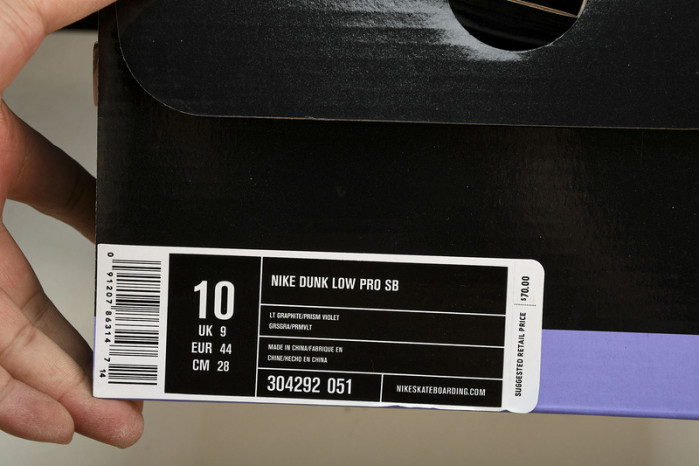 0 91207 86314 7 14
10
UK 9
EUR 44
CM 28
NIKE DUNK LOW PRO SB
LT GRAPHITE/PRISM VIOLET
GRSGRA/PRMVLT
MADE IN CHINA/FABRIQUE EN
CHINE/HECHO EN CHINA
304292 051
NIKESKATEBOARDING.COM
SUGGESTED RETAIL PRICE $70.00